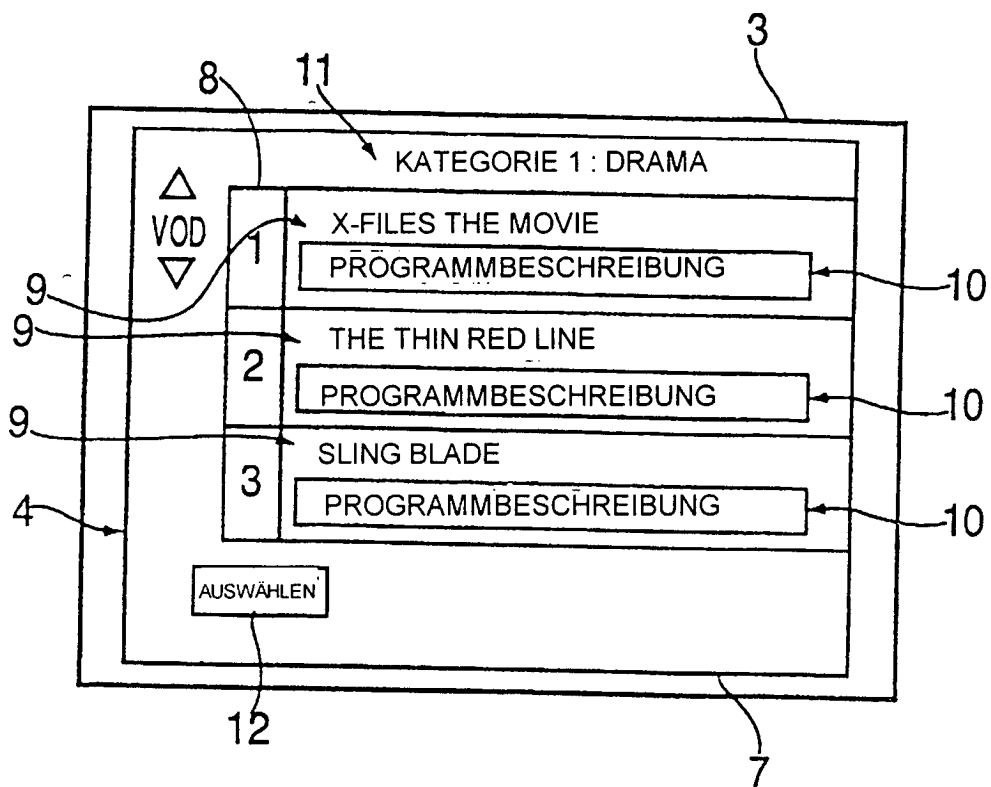 3
8
11
KATEGORIE 1 : DRAMA
VOD
1
X-FILES THE MOVIE
PROGRAMMBESCHREIBUNG
9
10
9
2
THE THIN RED LINE
PROGRAMMBESCHREIBUNG
10
9
3
SLING BLADE
PROGRAMMBESCHREIBUNG
10
4
AUSWÄHLEN
12
7